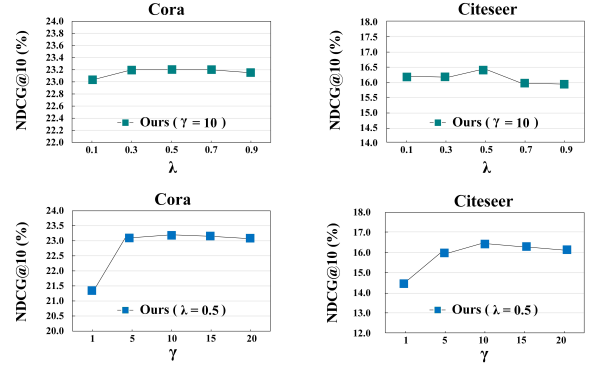 Cora
NDCG@10 (%)
24.0
23.8
23.6
23.4
23.2
23.0
22.8
22.6
22.4
22.2
22.0
Ours ( γ = 10 )
0.1 0.3 0.5 0.7 0.9
λ
Citeseer
NDCG@10 (%)
18.0
17.5
17.0
16.5
16.0
15.5
15.0
14.5
14.0
Ours ( γ = 10 )
0.1 0.3 0.5 0.7 0.9
λ
Cora
NDCG@10 (%)
24.0
23.5
23.0
22.5
22.0
21.5
21.0
20.5
20.0
Ours ( λ = 0.5 )
1 5 10 15 20
γ
Citeseer
NDCG@10 (%)
18.0
17.0
16.0
15.0
14.0
13.0
12.0
Ours ( λ = 0.5 )
1 5 10 15 20
γ